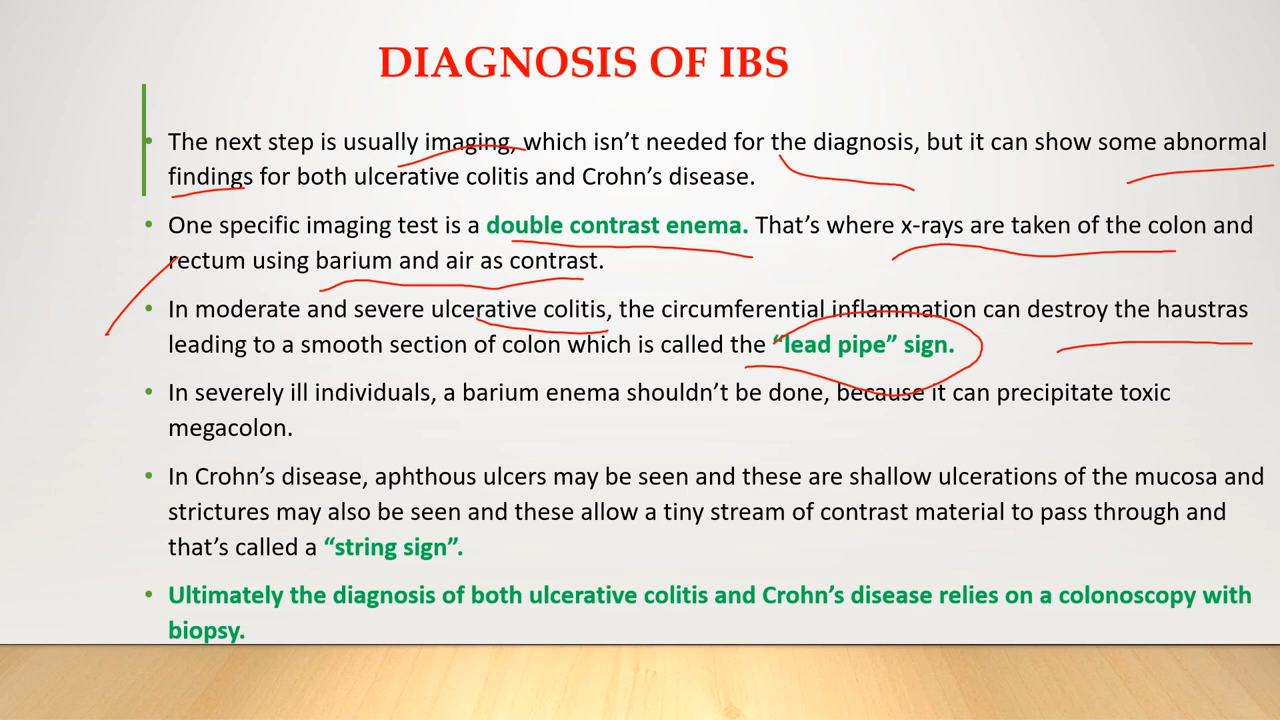 DIAGNOSIS OF IBS
• The next step is usually imaging, which isn’t needed for the diagnosis, but it can show some abnormal
findings for both ulcerative colitis and Crohn’s disease.
• One specific imaging test is a double contrast enema. That’s where x-rays are taken of the colon and
rectum using barium and air as contrast.
• In moderate and severe ulcerative colitis, the circumferential inflammation can destroy the haustras
leading to a smooth section of colon which is called the “lead pipe” sign.
• In severely ill individuals, a barium enema shouldn’t be done, because it can precipitate toxic
megacolon.
• In Crohn’s disease, aphthous ulcers may be seen and these are shallow ulcerations of the mucosa and
strictures may also be seen and these allow a tiny stream of contrast material to pass through and
that’s called a “string sign”.
• Ultimately the diagnosis of both ulcerative colitis and Crohn’s disease relies on a colonoscopy with
biopsy.